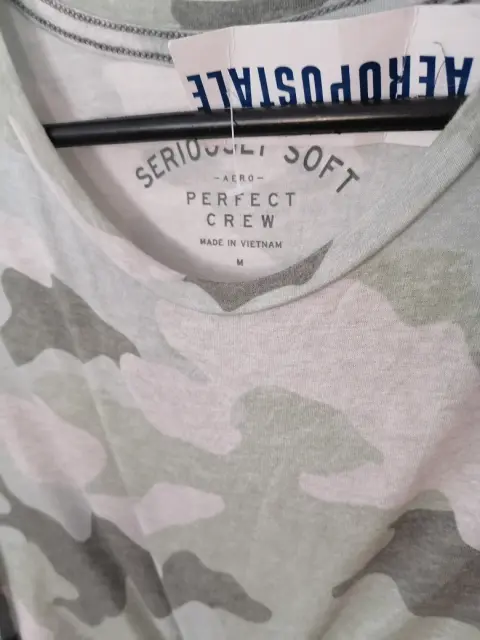 AEROPOSTALE
SERIOUSLY SOFT
- AERO -
PERFECT
CREW
MADE IN VIETNAM
M